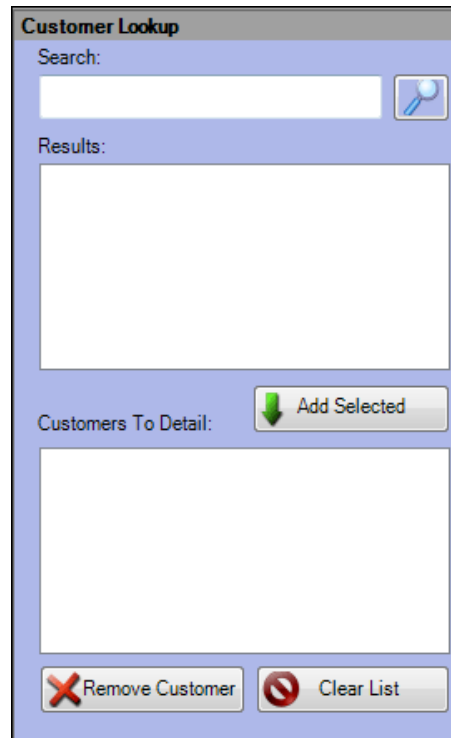 Customer Lookup
Search:
Results:
Add Selected
Customers To Detail:
Remove Customer
Clear List